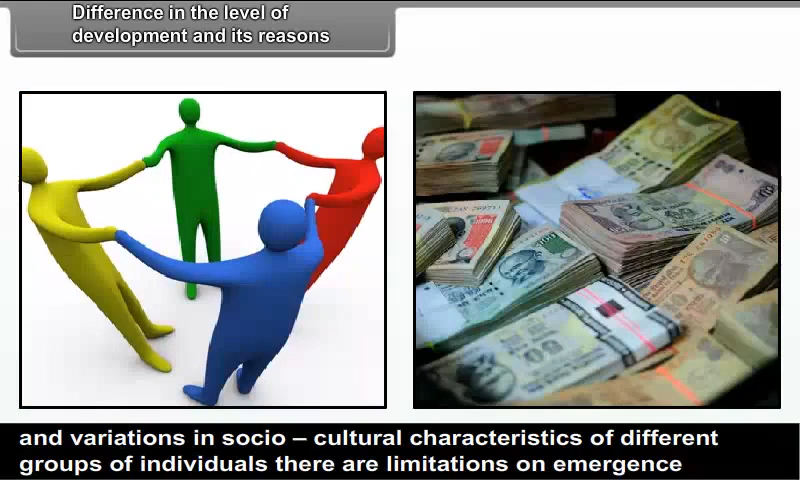 Difference in the level of
development and its reasons
and variations in socio – cultural characteristics of different
groups of individuals there are limitations on emergence